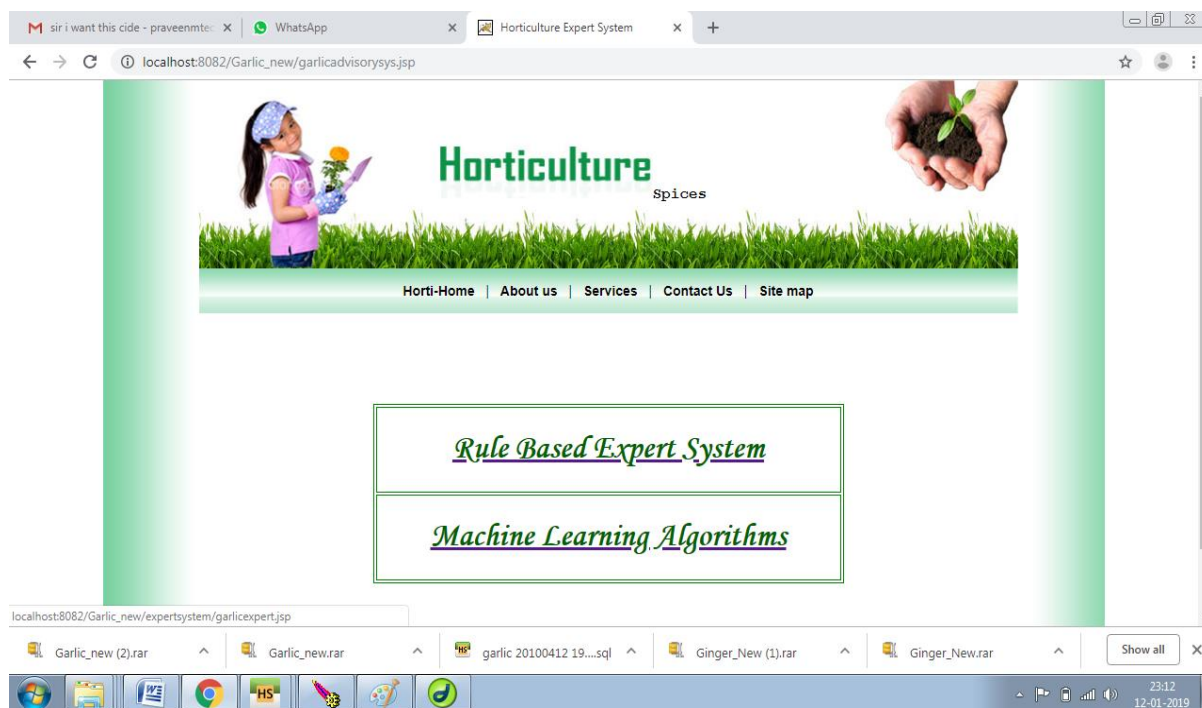 sir i want this cide - praveenmtec
WhatsApp
Horticulture Expert System
localhost:8082/Garlic_new/garlicadvisorysys.jsp
Horticulture
Spices
Horti-Home | About us | Services | Contact Us | Site map
Rule Based Expert System
Machine Learning Algorithms
localhost:8082/Garlic_new/expertsystem/garlicexpert.jsp
Garlic_new (2).rar
Garlic_new.rar
garlic 20100412 19....sql
Ginger_New (1).rar
Ginger_New.rar
Show all
HS
23:12
12-01-2019